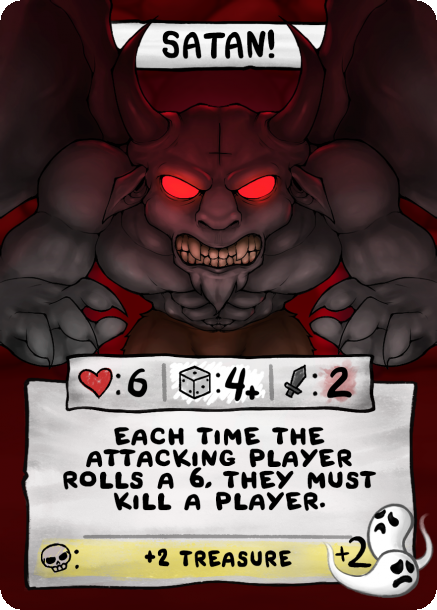 SATAN!
:6 :4+ :2
EACH TIME THE
ATTACKING PLAYER
ROLLS A 6, THEY MUST
KILL A PLAYER.
: +2 TREASURE +2